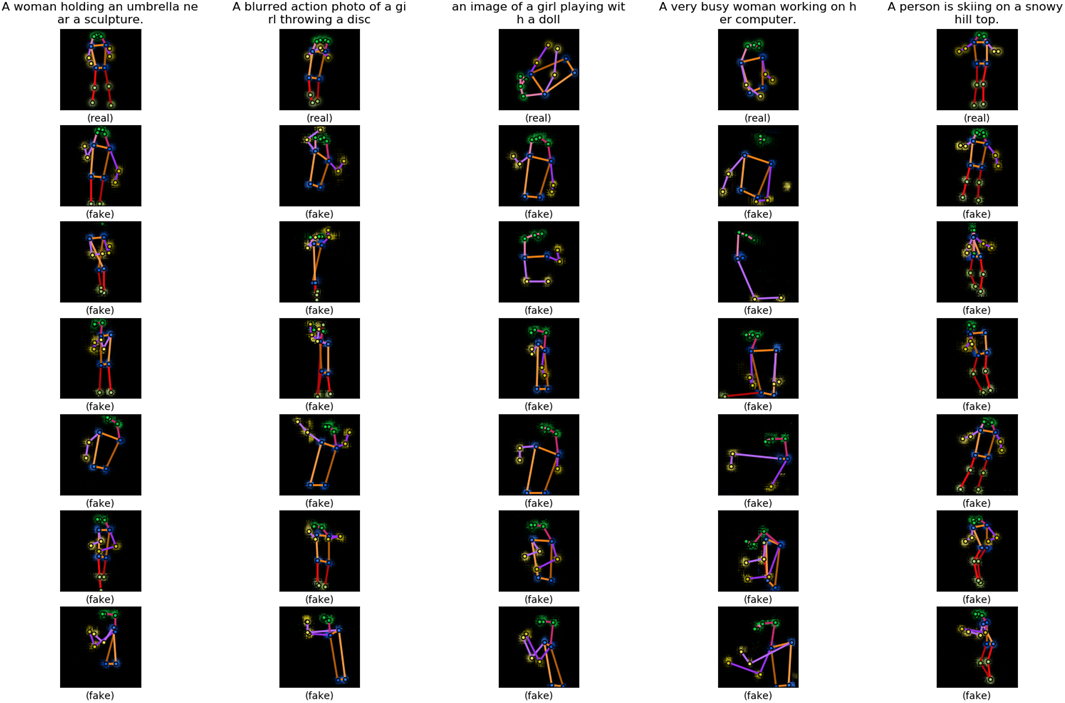 A woman holding an umbrella ne
ar a sculpture.
A blurred action photo of a gi
rl throwing a disc
an image of a girl playing wit
h a doll
A very busy woman working on h
er computer.
A person is skiing on a snowy
hill top.
(real) (real) (real) (real) (real)
(fake) (fake) (fake) (fake) (fake)
(fake) (fake) (fake) (fake) (fake)
(fake) (fake) (fake) (fake) (fake)
(fake) (fake) (fake) (fake) (fake)
(fake) (fake) (fake) (fake) (fake)
(fake) (fake) (fake) (fake) (fake)